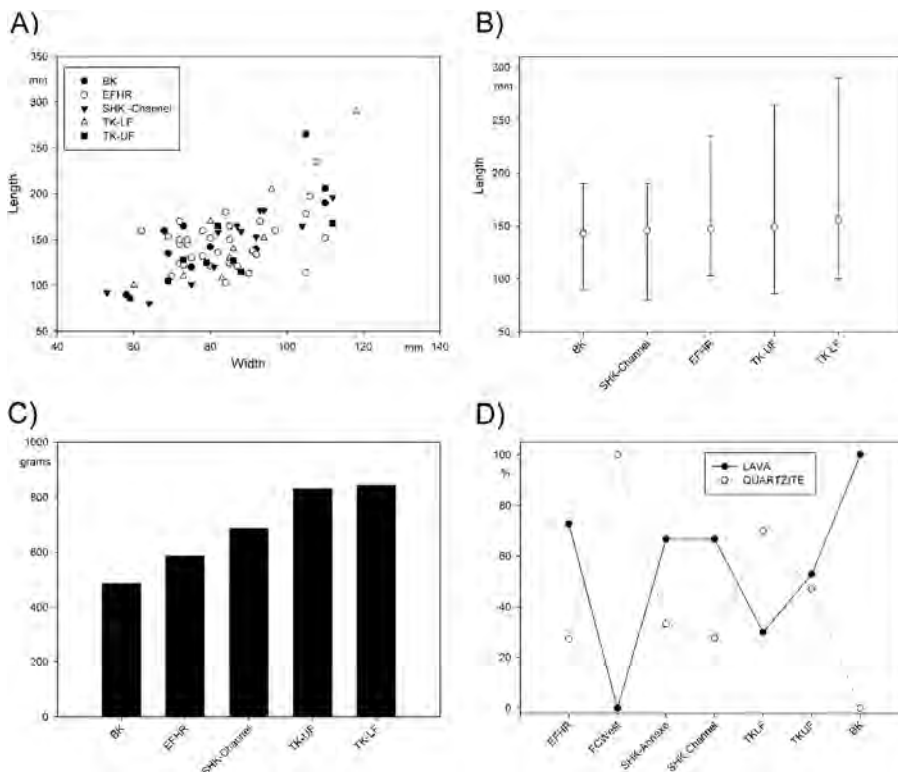 A)
350
mm
300
250
200
150
100
50
Length
BK
EFHR
SHK -Channel
TK-LF
TK-UF
40
60
80
100
120
mm
140
Width
B)
300
mm
250
200
150
100
50
Length
BK
SHK-Channel
EFHR
TK-UF
TK-LF
C)
1000
grams
800
600
400
200
0
BK
EFHR
SHK-Channel
TK-UF
TK-LF
D)
100
%
80
60
40
20
0
LAVA
QUARTZITE
EFHR
FCWest
SHK-Annexe
SHK Channel
TKLF
TKUF
BK